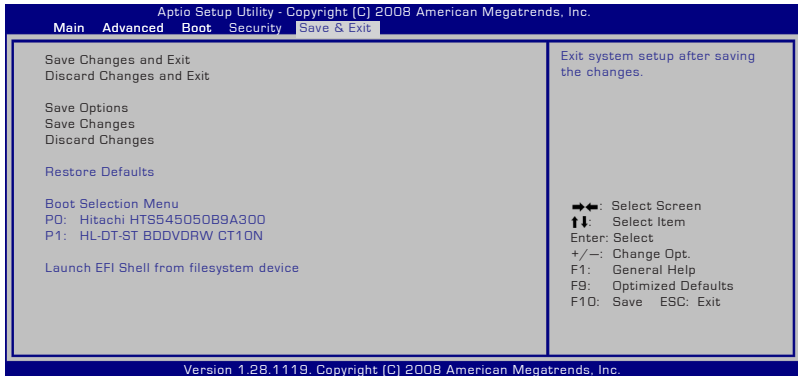 Aptio Setup Utility - Copyright (C) 2008 American Megatrends, Inc.
Main Advanced Boot Security Save & Exit
Save Changes and Exit
Discard Changes and Exit
Save Options
Save Changes
Discard Changes
Restore Defaults
Boot Selection Menu
P0: Hitachi HTS545050B9A300
P1: HL-DT-ST BDDVDRW CT10N
Launch EFI Shell from filesystem device
Exit system setup after saving
the changes.
➡⬅: Select Screen
⬆⬇: Select Item
Enter: Select
+/−: Change Opt.
F1: General Help
F9: Optimized Defaults
F10: Save ESC: Exit
Version 1.28.1119. Copyright (C) 2008 American Megatrends, Inc.